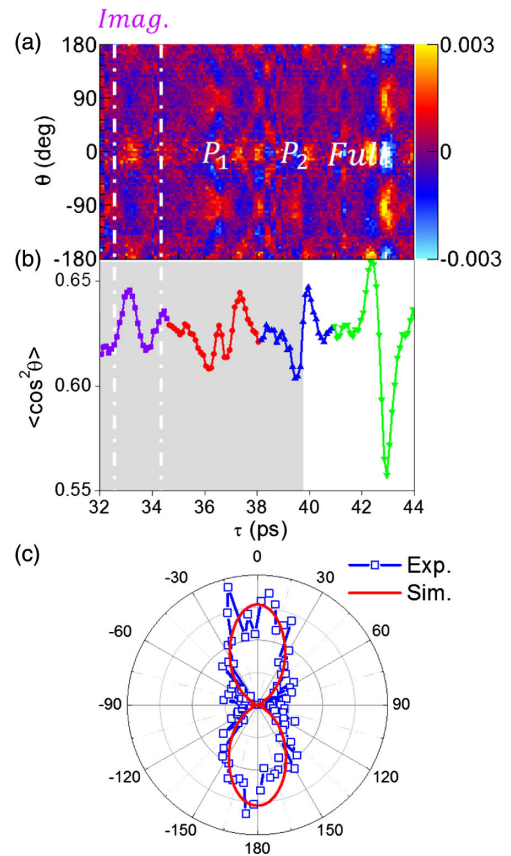 Imag.
(a)
180
90
0
-90
-180
θ (deg)
P1
P2
Full
0.003
-0.003
(b)
0.65
0.60
0.55
<cos²θ>
32 34 36 38 40 42 44
τ (ps)
(c)
0
-30 30
-60 60
-90 90
-120 120
-150 150
180
Exp.
Sim.